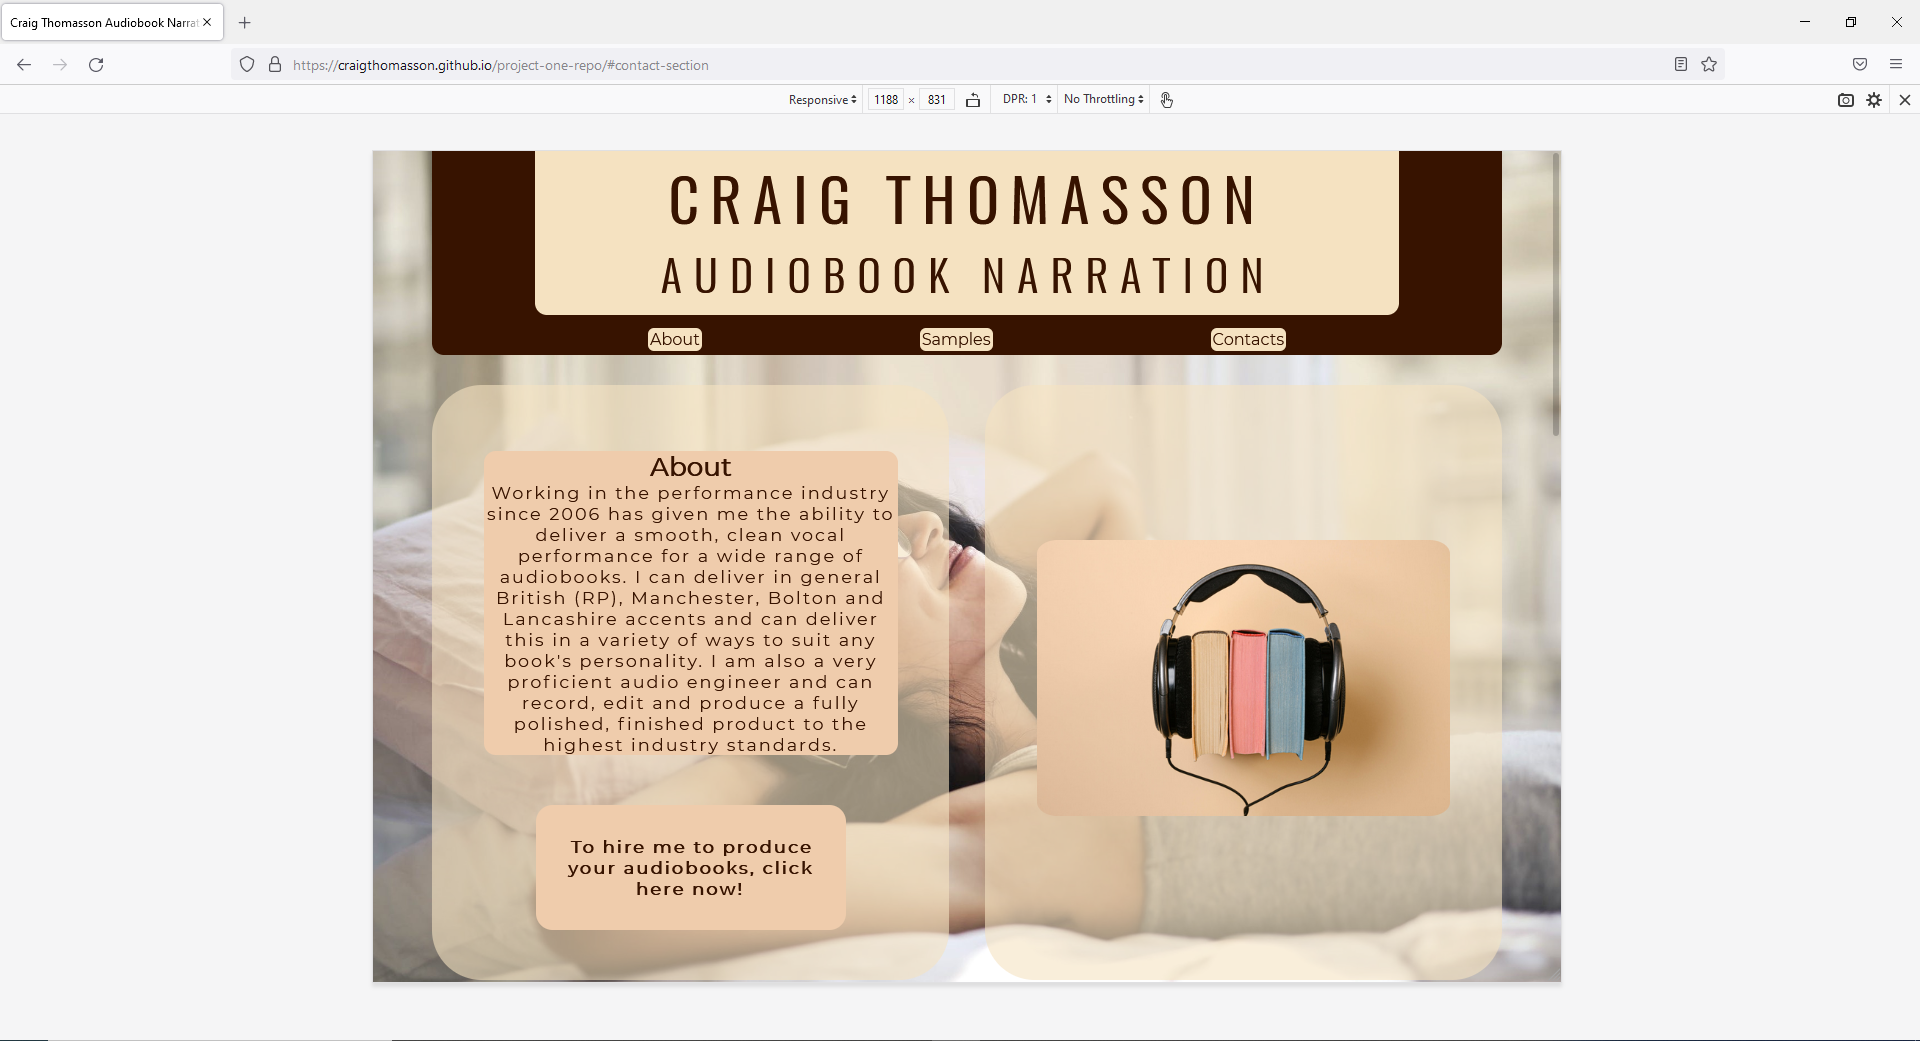 Craig Thomasson Audiobook Narrat
https://craigthomasson.github.io/project-one-repo/#contact-section
Responsive 1188 × 831 DPR: 1 No Throttling
CRAIG THOMASSON
AUDIOBOOK NARRATION
About Samples Contacts
About
Working in the performance industry
since 2006 has given me the ability to
deliver a smooth, clean vocal
performance for a wide range of
audiobooks. I can deliver in general
British (RP), Manchester, Bolton and
Lancashire accents and can deliver
this in a variety of ways to suit any
book's personality. I am also a very
proficient audio engineer and can
record, edit and produce a fully
polished, finished product to the
highest industry standards.
To hire me to produce
your audiobooks, click
here now!